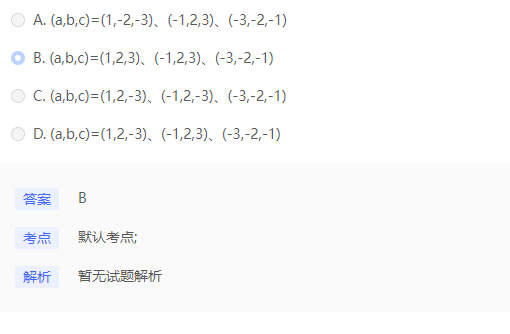 A. (a,b,c)=(1,-2,-3)、(-1,2,3)、(-3,-2,-1)
B. (a,b,c)=(1,2,3)、(-1,2,3)、(-3,-2,-1)
C. (a,b,c)=(1,2,-3)、(-1,2,-3)、(-3,-2,-1)
D. (a,b,c)=(1,2,-3)、(-1,2,3)、(-3,-2,-1)
答案 B
考点 默认考点;
解析 暂无试题解析